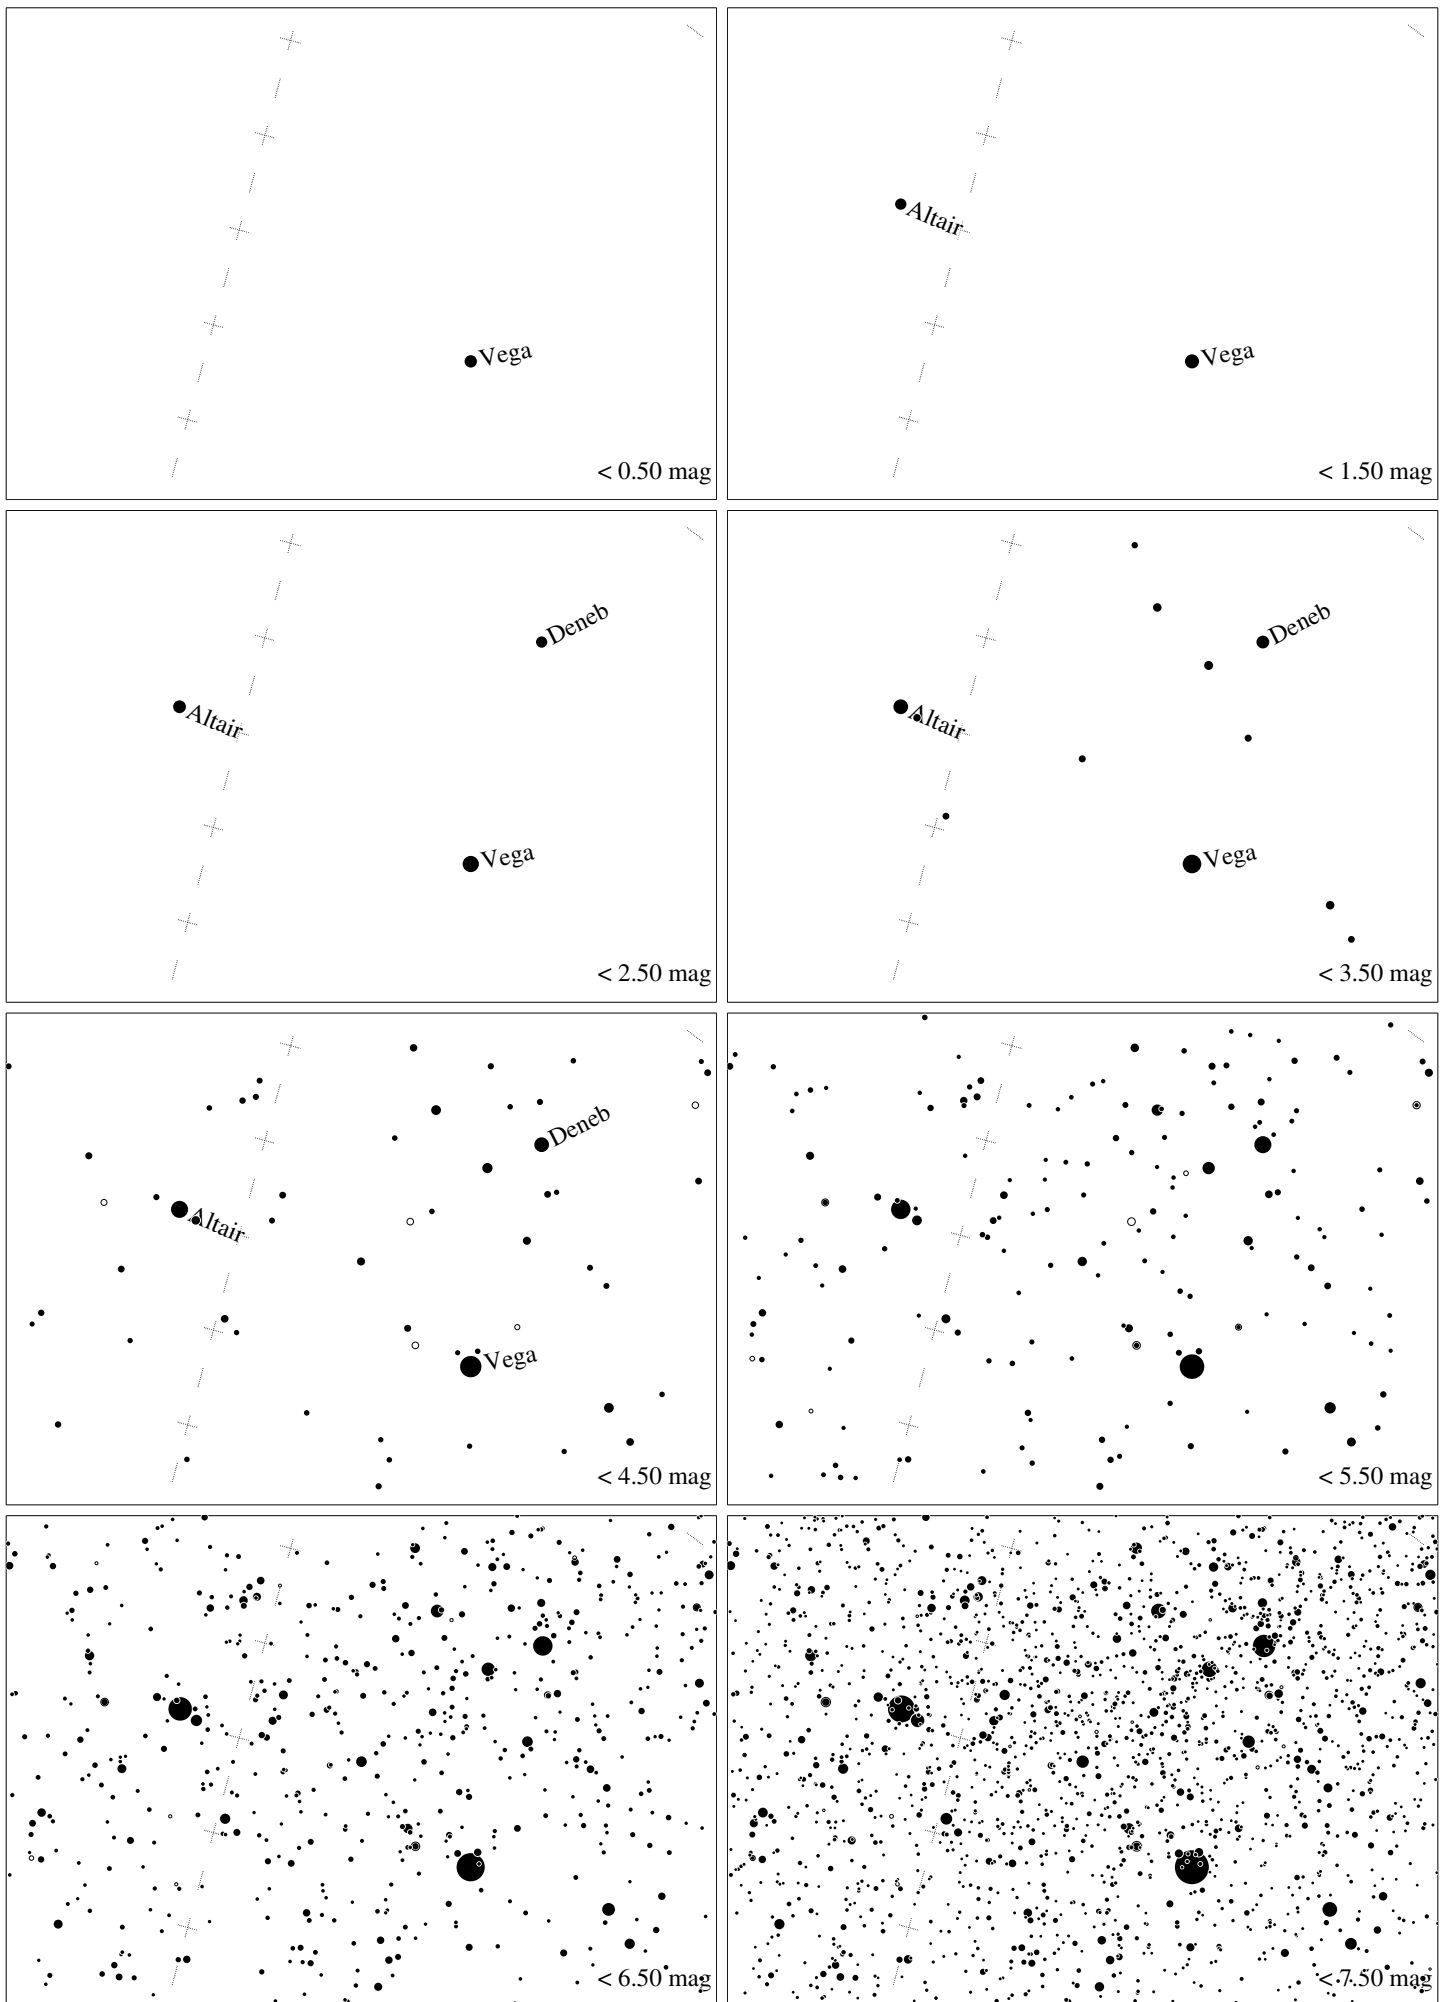 Vega
< 0.50 mag
Altair
Vega
< 1.50 mag
Deneb
Altair
Vega
< 2.50 mag
Deneb
Altair
Vega
< 3.50 mag
Deneb
Altair
Vega
< 4.50 mag
< 5.50 mag
< 6.50 mag
< 7.50 mag